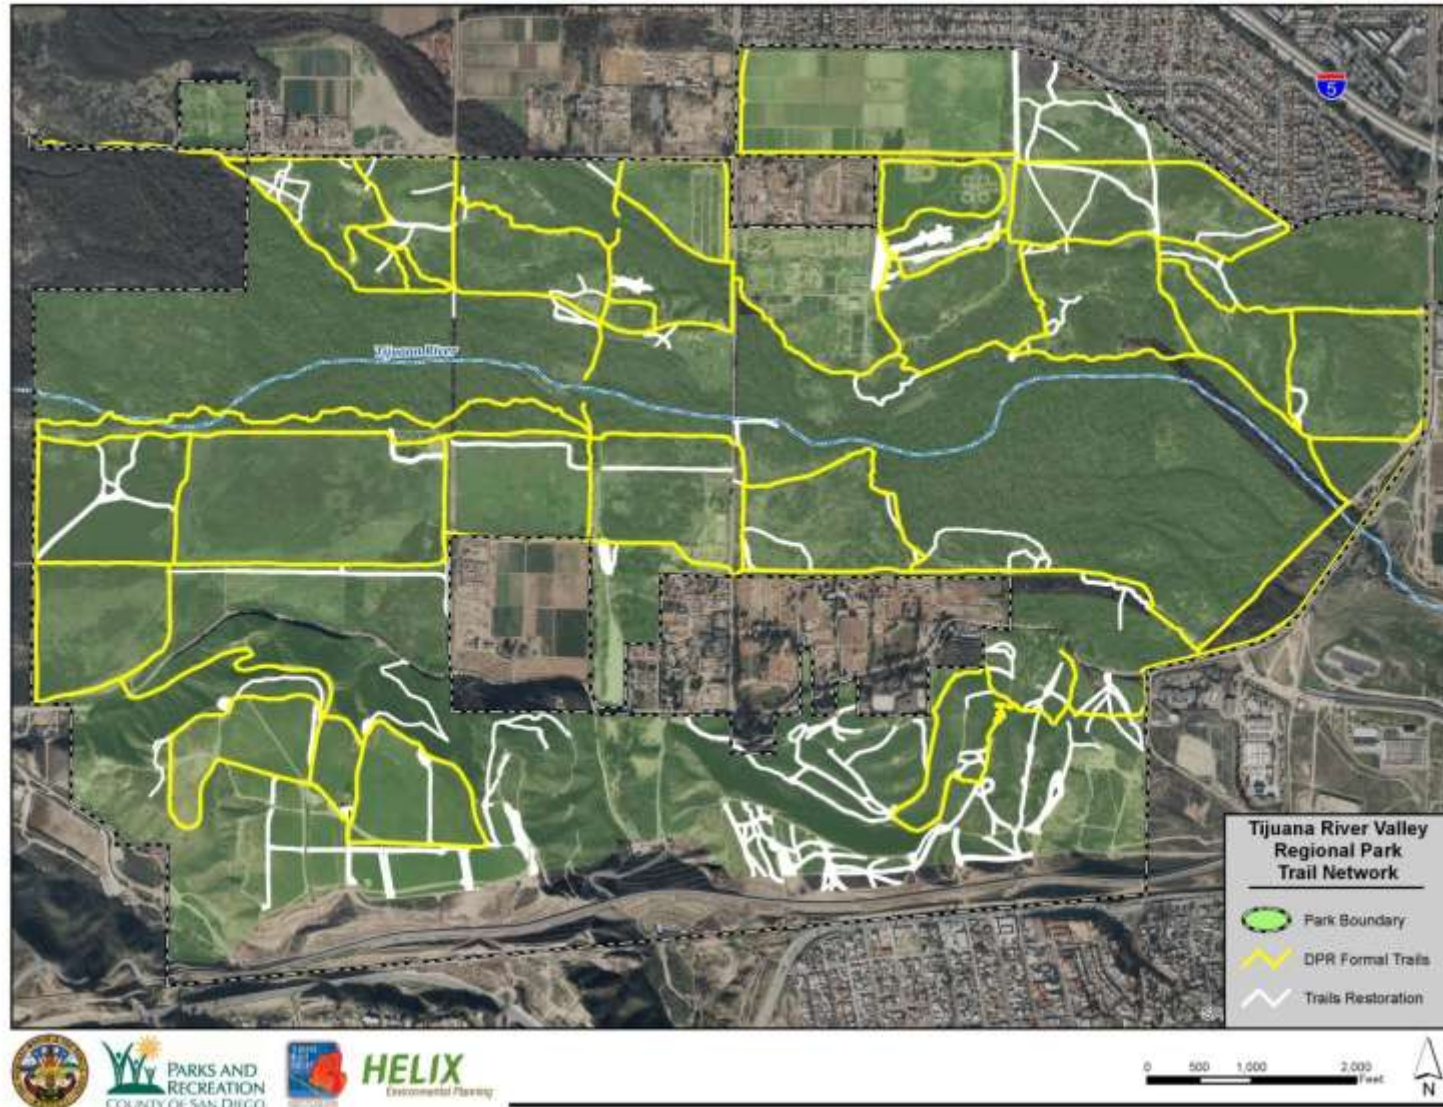 5
Tijuana River
Tijuana River Valley
Regional Park
Trail Network
Park Boundary
DPR Formal Trails
Trails Restoration
PARKS AND
RECREATION
COUNTY OF SAN DIEGO
HELIX
Environmental Planning
0 500 1,000 2,000
Feet
N